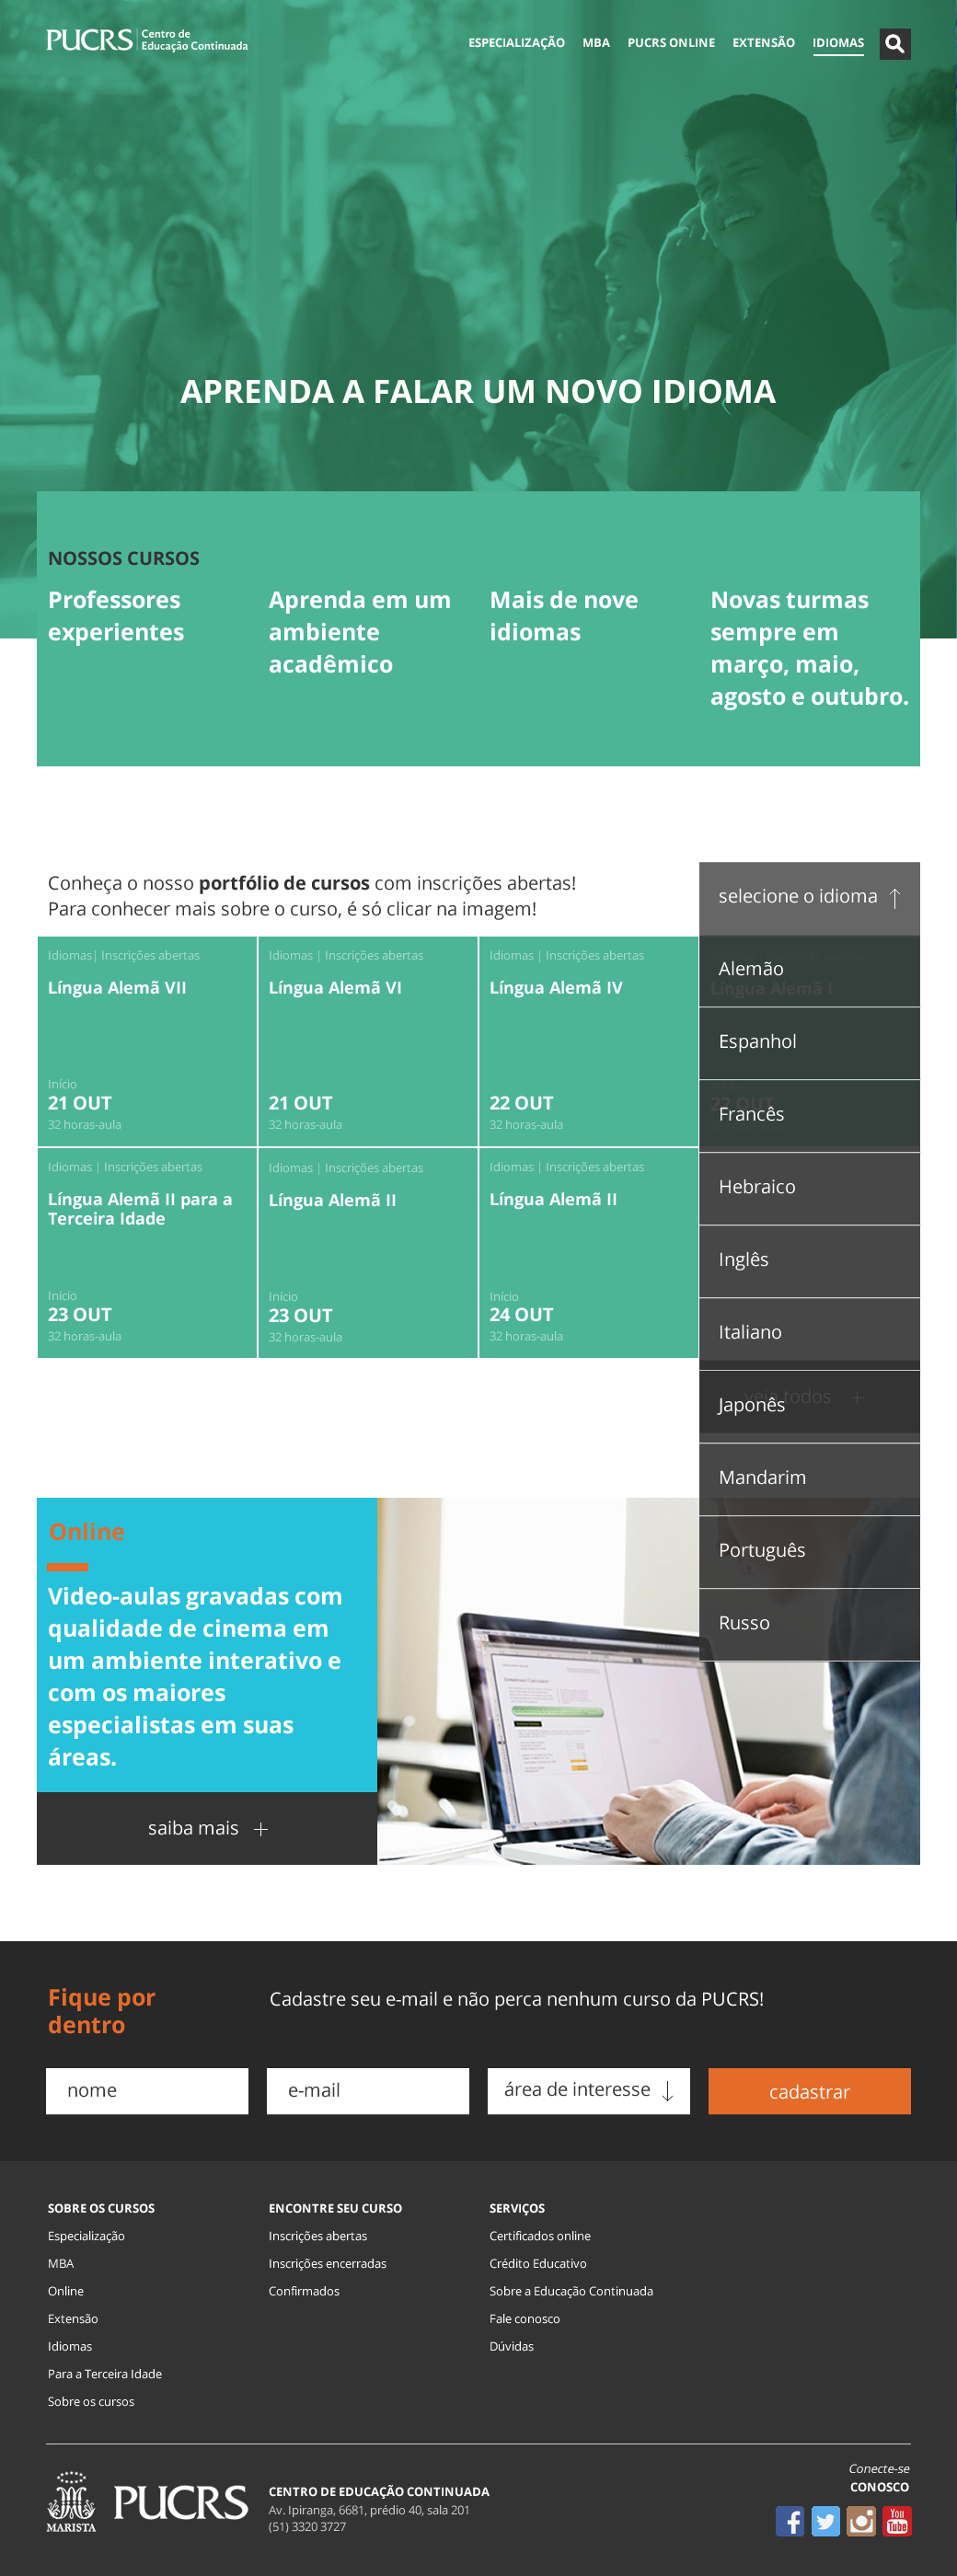 PUCRS
Centro de
Educação Continuada
ESPECIALIZAÇÃO MBA PUCRS ONLINE EXTENSÃO IDIOMAS
APRENDA A FALAR UM NOVO IDIOMA
NOSSOS CURSOS
Professores
experientes
Aprenda em um
ambiente
acadêmico
Mais de nove
idiomas
Novas turmas
sempre em
março, maio,
agosto e outubro.
Conheça o nosso portfólio de cursos com inscrições abertas!
Para conhecer mais sobre o curso, é só clicar na imagem!
Idiomas| Inscrições abertas
Língua Alemã VII
Início
21 OUT
32 horas-aula
Idiomas | Inscrições abertas
Língua Alemã VI
21 OUT
32 horas-aula
Idiomas | Inscrições abertas
Língua Alemã IV
22 OUT
32 horas-aula
Língua Alemã I
22 OUT
Idiomas | Inscrições abertas
Língua Alemã II para a
Terceira Idade
Início
23 OUT
32 horas-aula
Idiomas | Inscrições abertas
Língua Alemã II
Início
23 OUT
32 horas-aula
Idiomas | Inscrições abertas
Língua Alemã II
Início
24 OUT
32 horas-aula
selecione o idioma
Alemão
Espanhol
Francês
Hebraico
Inglês
Italiano
veja todos
Japonês
Mandarim
Português
Russo
Online
Video-aulas gravadas com
qualidade de cinema em
um ambiente interativo e
com os maiores
especialistas em suas
áreas.
saiba mais
Fique por
dentro
Cadastre seu e-mail e não perca nenhum curso da PUCRS!
nome
e-mail
área de interesse
cadastrar
SOBRE OS CURSOS
Especialização
MBA
Online
Extensão
Idiomas
Para a Terceira Idade
Sobre os cursos
ENCONTRE SEU CURSO
Inscrições abertas
Inscrições encerradas
Confirmados
SERVIÇOS
Certificados online
Crédito Educativo
Sobre a Educação Continuada
Fale conosco
Dúvidas
MARISTA
PUCRS
CENTRO DE EDUCAÇÃO CONTINUADA
Av. Ipiranga, 6681, prédio 40, sala 201
(51) 3320 3727
Conecte-se
CONOSCO
You
Tube